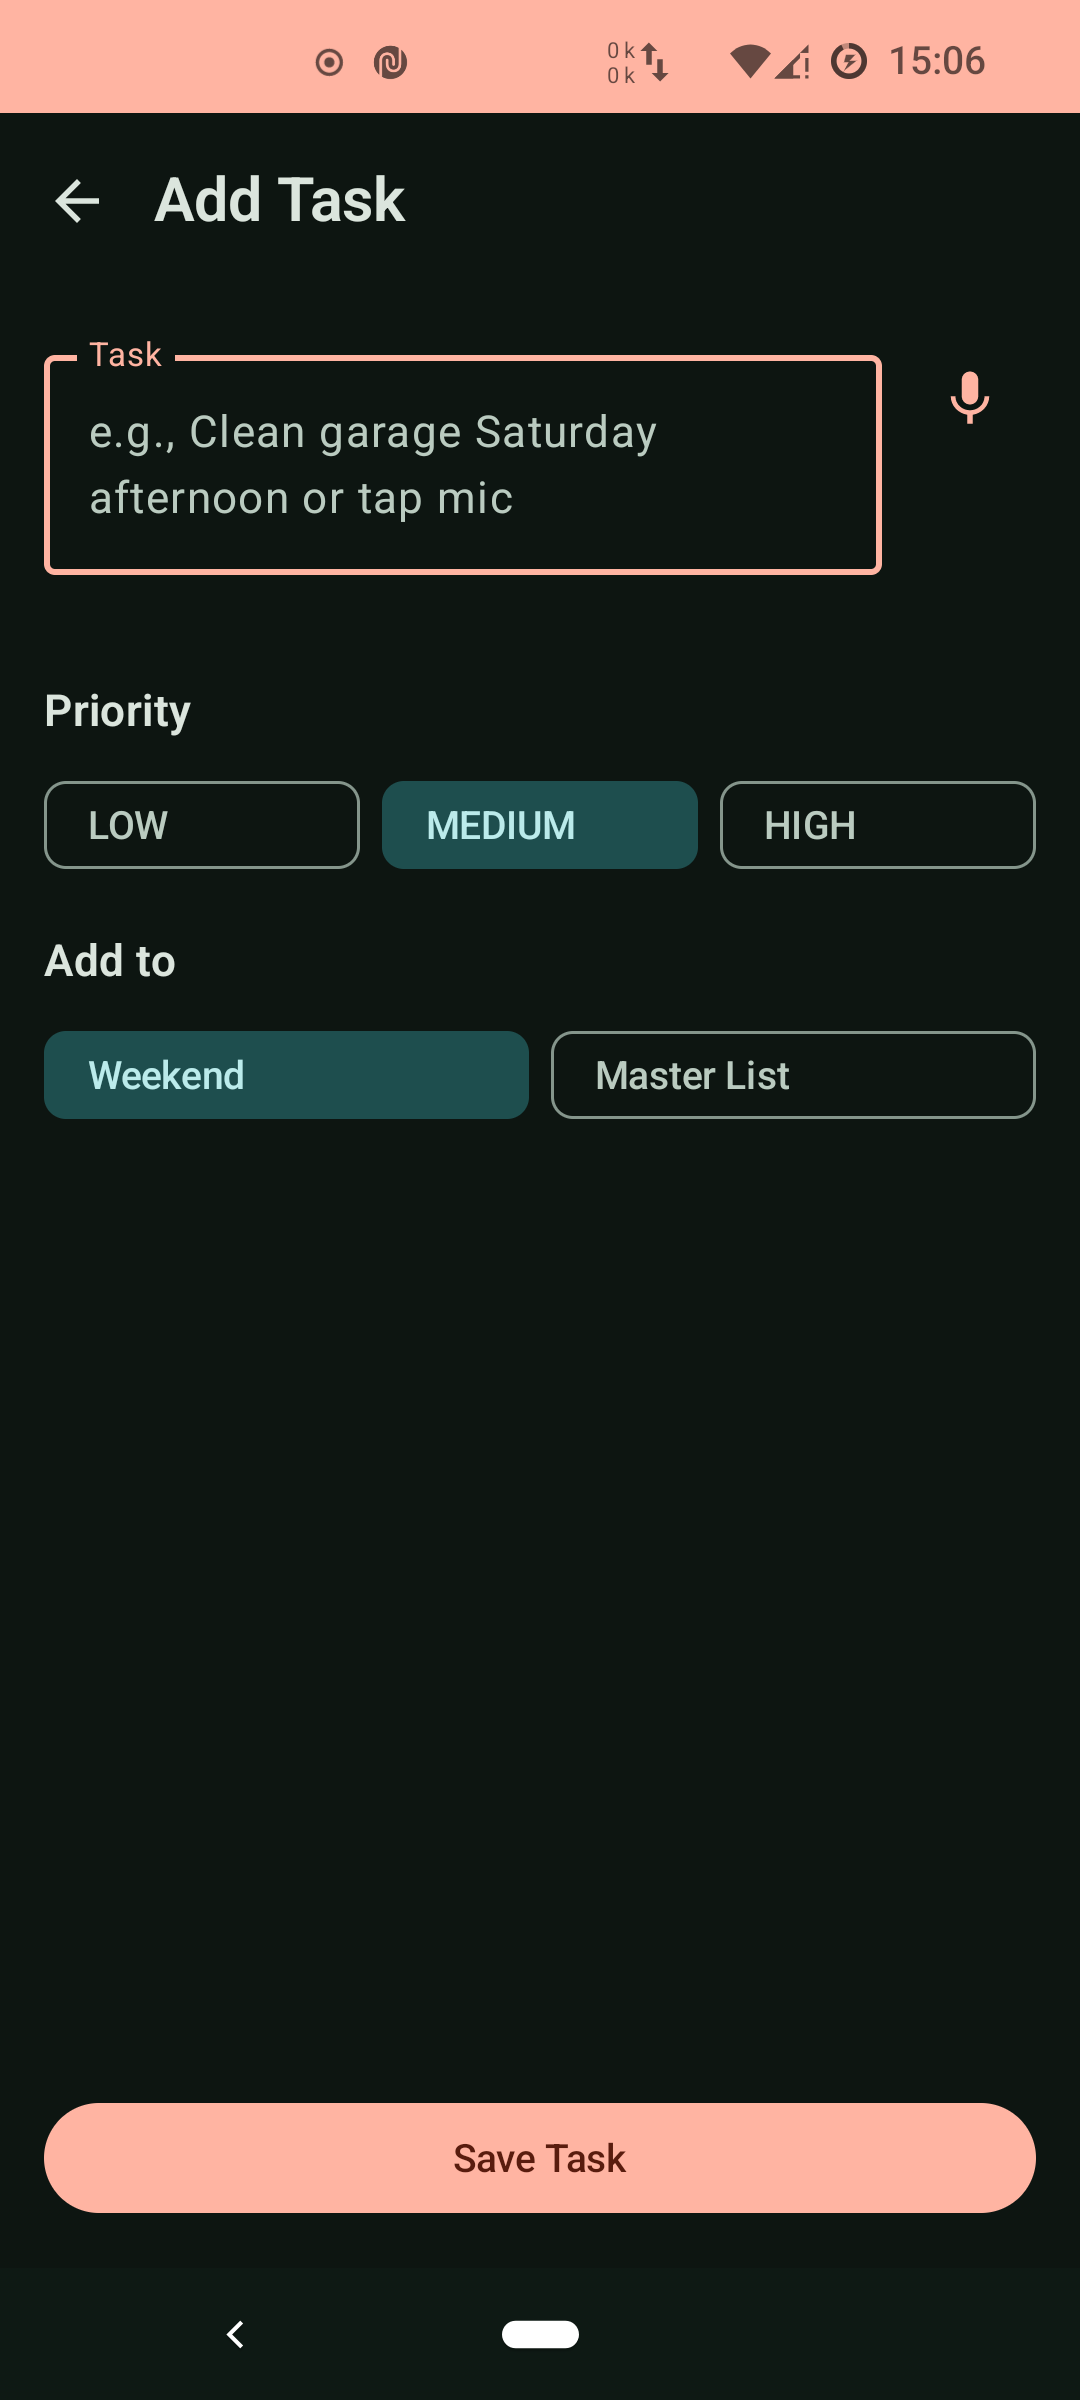 0 k
0 k
15:06
Add Task
Task
e.g., Clean garage Saturday
afternoon or tap mic
Priority
LOW
MEDIUM
HIGH
Add to
Weekend
Master List
Save Task